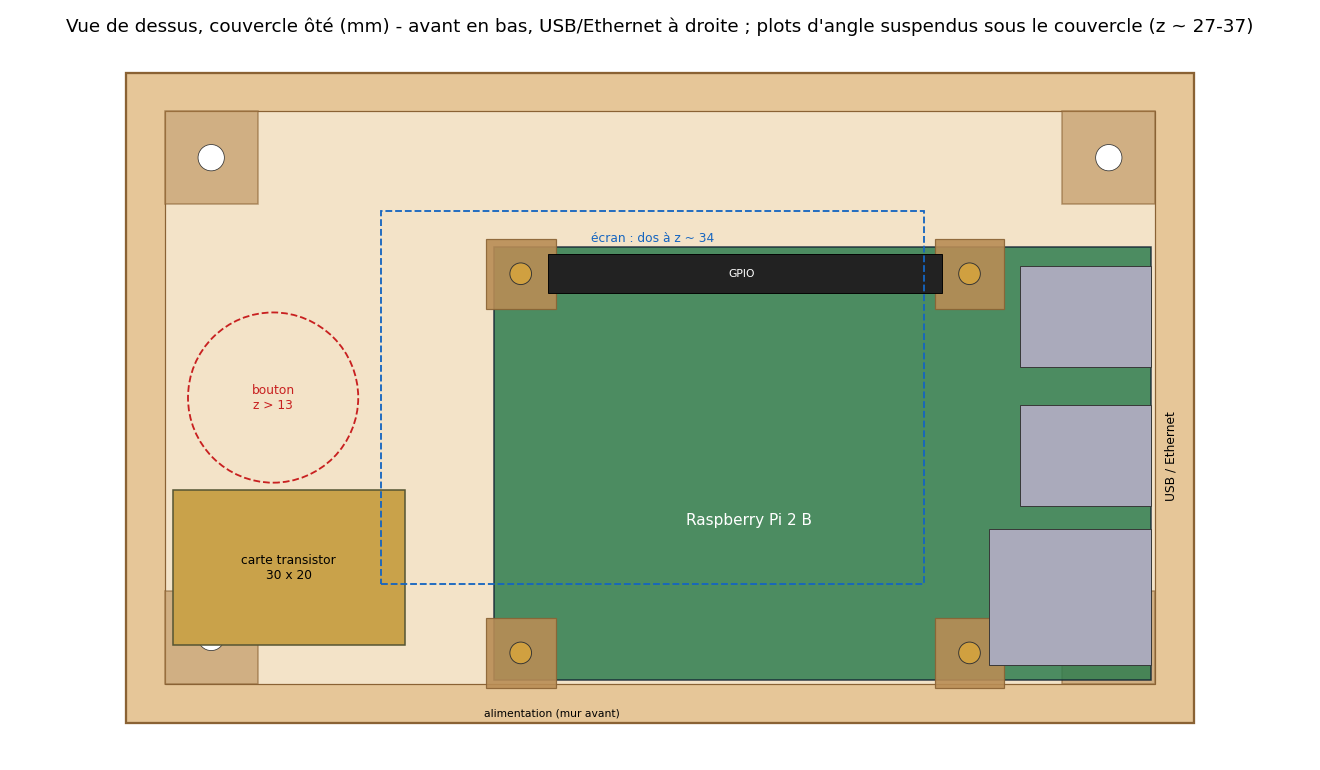 Vue de dessus, couvercle ôté (mm) - avant en bas, USB/Ethernet à droite ; plots d'angle suspendus sous le couvercle (z ~ 27-37)
écran : dos à z ~ 34
GPIO
bouton
z > 13
USB / Ethernet
Raspberry Pi 2 B
carte transistor
30 x 20
alimentation (mur avant)